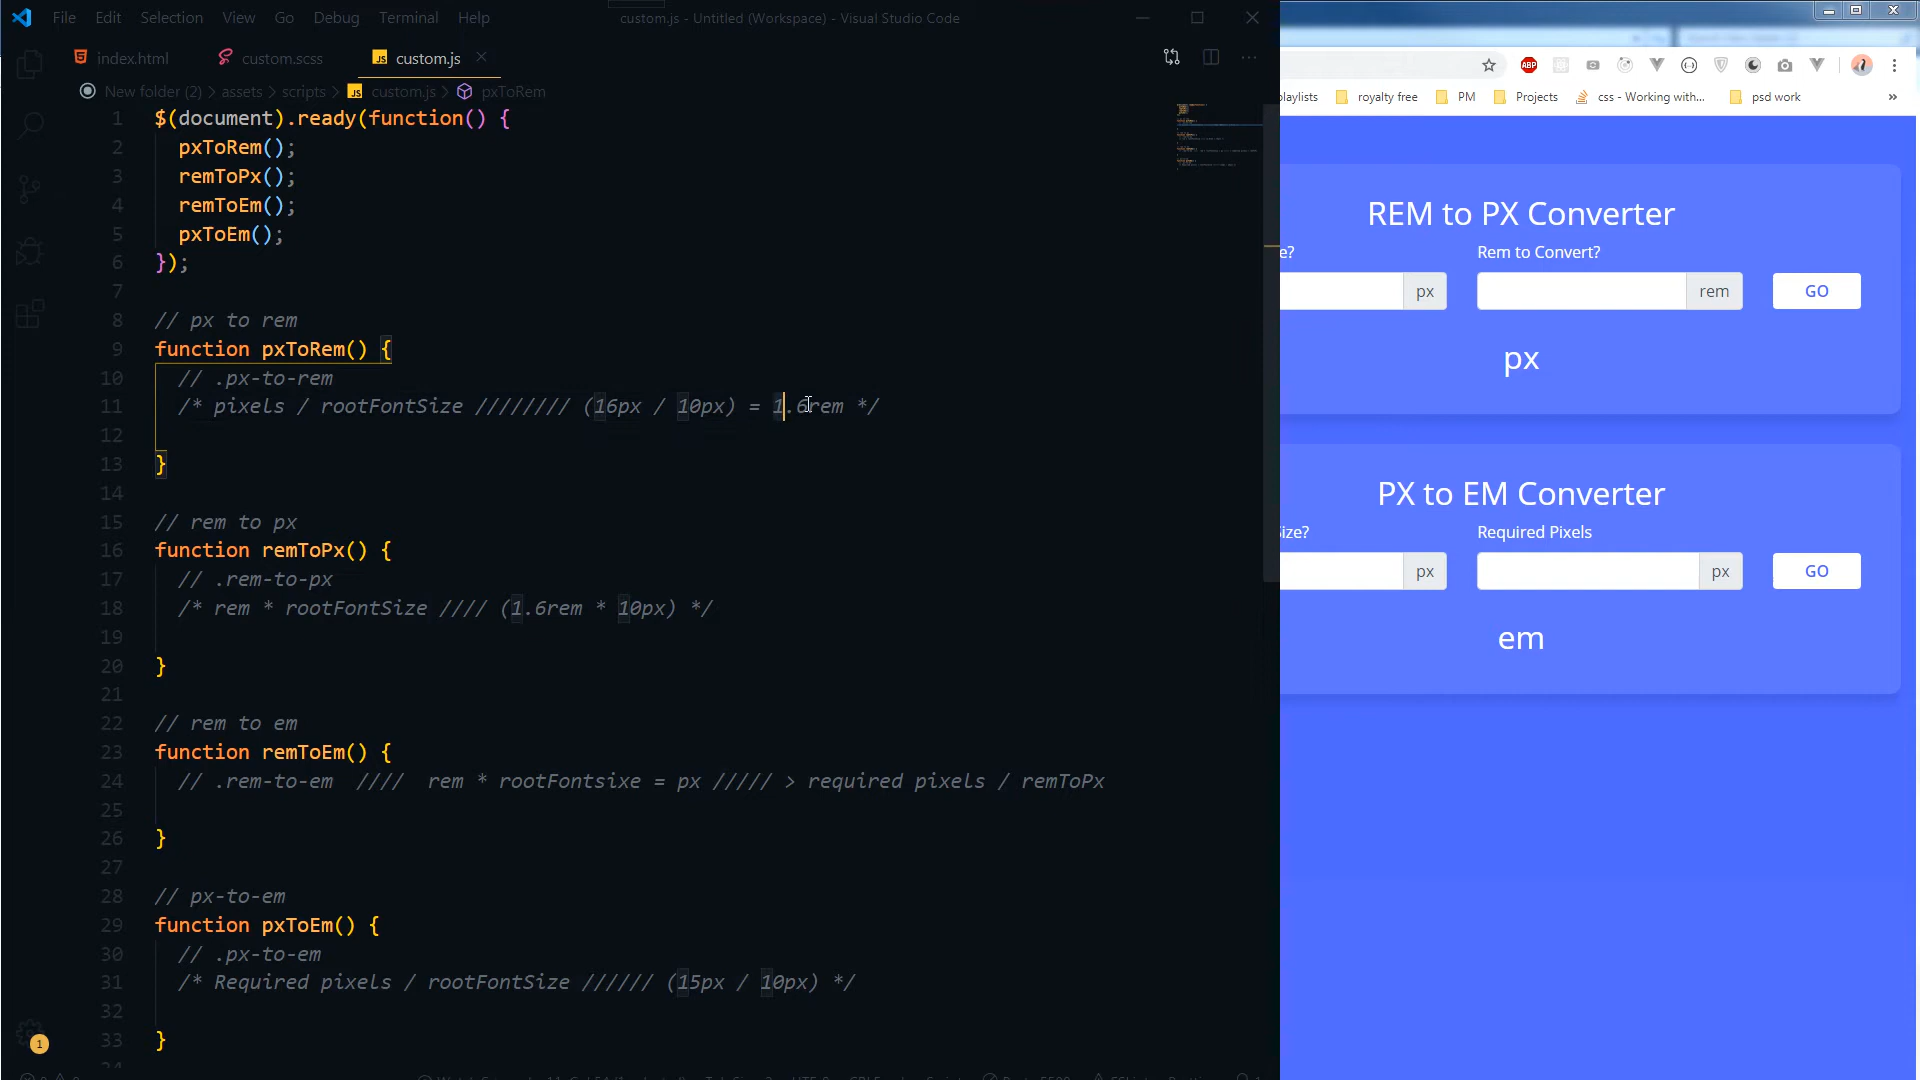 File Edit Selection View Go Debug Terminal Help
custom.js - Untitled (Workspace) - Visual Studio Code
index.html custom.scss JS custom.js
New folder (2) > assets > scripts > JS custom.js > pxToRem
1 $(document).ready(function() {
2 pxToRem();
3 remToPx();
4 remToEm();
5 pxToEm();
6 });
7
8 // px to rem
9 function pxToRem() {
10 // .px-to-rem
11 /* pixels / rootFontSize //////// (16px / 10px) = 1.6rem */
12
13 }
14
15 // rem to px
16 function remToPx() {
17 // .rem-to-px
18 /* rem * rootFontSize //// (1.6rem * 10px) */
19
20 }
21
22 // rem to em
23 function remToEm() {
24 // .rem-to-em //// rem * rootFontsixe = px ///// > required pixels / remToPx
25
26 }
27
28 // px-to-em
29 function pxToEm() {
30 // .px-to-em
31 /* Required pixels / rootFontSize ////// (15px / 10px) */
32
33 }
1
ABP
playlists royalty free PM Projects css - Working with... psd work »
REM to PX Converter
e? Rem to Convert?
px rem GO
px
PX to EM Converter
Size? Required Pixels
px px GO
em